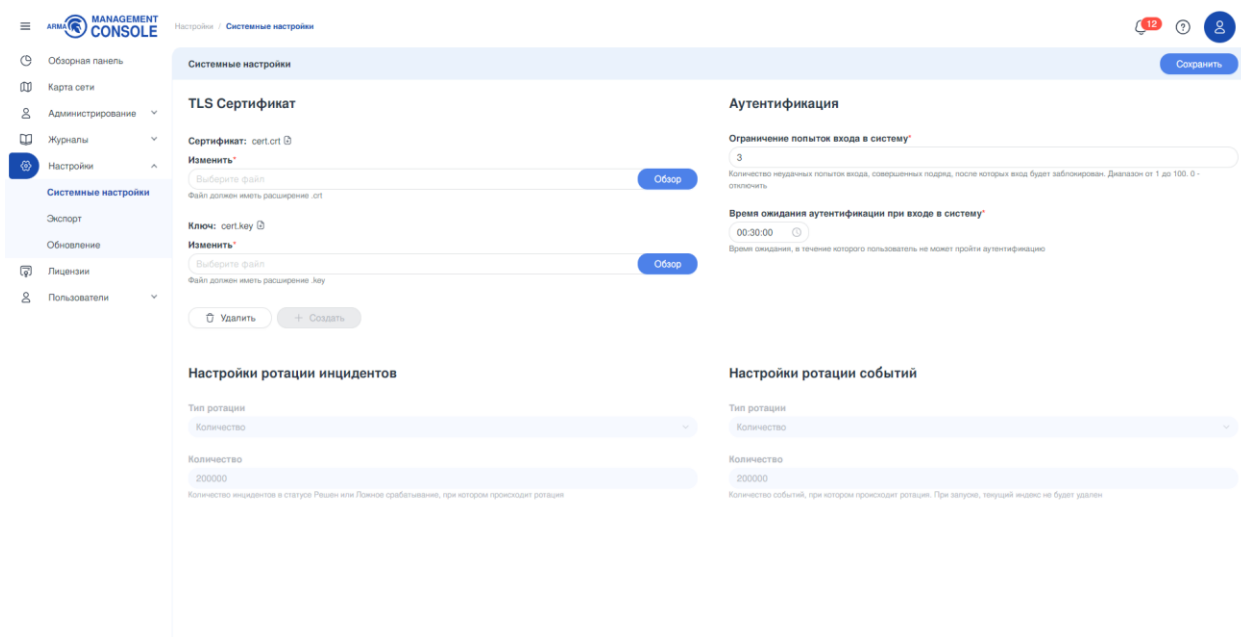 ARMA
MANAGEMENT
CONSOLE
Настройки / Системные настройки
12
Обзорная панель
Карта сети
Администрирование
Журналы
Настройки
Системные настройки
Экспорт
Обновление
Лицензии
Пользователи
Системные настройки
Сохранить
TLS Сертификат
Сертификат: cert.crt
Изменить*
Выберите файл
Обзор
Файл должен иметь расширение .crt
Ключ: cert.key
Изменить*
Выберите файл
Обзор
Файл должен иметь расширение .key
Удалить
+ Создать
Аутентификация
Ограничение попыток входа в систему*
3
Количество неудачных попыток входа, совершенных подряд, после которых вход будет заблокирован. Диапазон от 1 до 100. 0 -
отключить
Время ожидания аутентификации при входе в систему*
00:30:00
Время ожидания, в течение которого пользователь не может пройти аутентификацию
Настройки ротации инцидентов
Тип ротации
Количество
Количество
200000
Количество инцидентов в статусе Решен или Ложное срабатывание, при котором происходит ротация
Настройки ротации событий
Тип ротации
Количество
Количество
200000
Количество событий, при котором происходит ротация. При запуске, текущий индекс не будет удален